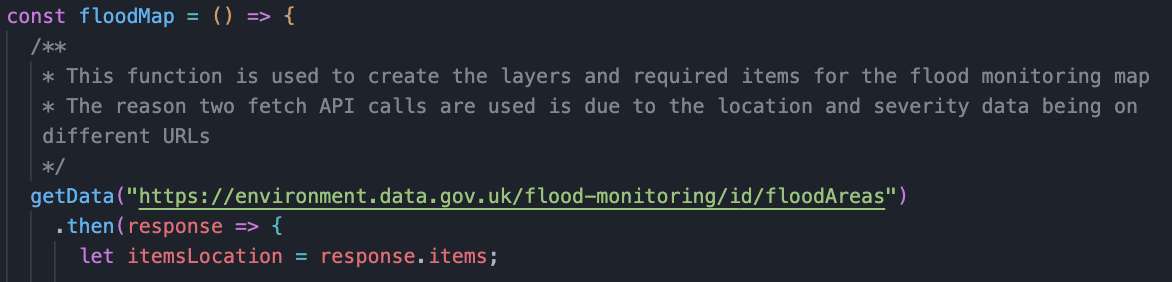 const floodMap = () => {
/**
* This function is used to create the layers and required items for the flood monitoring map
* The reason two fetch API calls are used is due to the location and severity data being on
different URLs
*/
getData("https://environment.data.gov.uk/flood-monitoring/id/floodAreas")
.then(response => {
let itemsLocation = response.items;